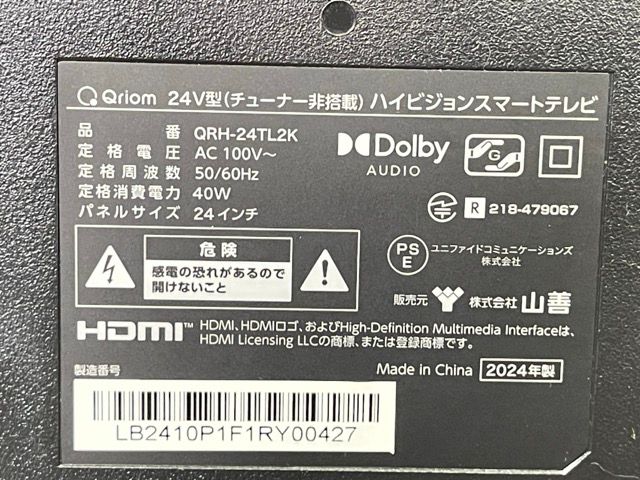 Qriom 24V型(チューナー非搭載) ハイビジョンスマートテレビ
品番 QRH-24TL2K
定格電圧 AC 100V～
定格周波数 50/60Hz
定格消費電力 40W
パネルサイズ 24インチ
Dolby
AUDIO
G
R 218-479067
危険
感電の恐れがあるので
開けないこと
PS
E
ユニファイドコミュニケーションズ
株式会社
販売元 株式会社 山善
HDMI™ HDMI、HDMIロゴ、およびHigh-Definition Multimedia Interfaceは、
HDMI Licensing LLCの商標、または登録商標です。
製造番号
Made in China 2024年製
LB2410P1F1RY00427